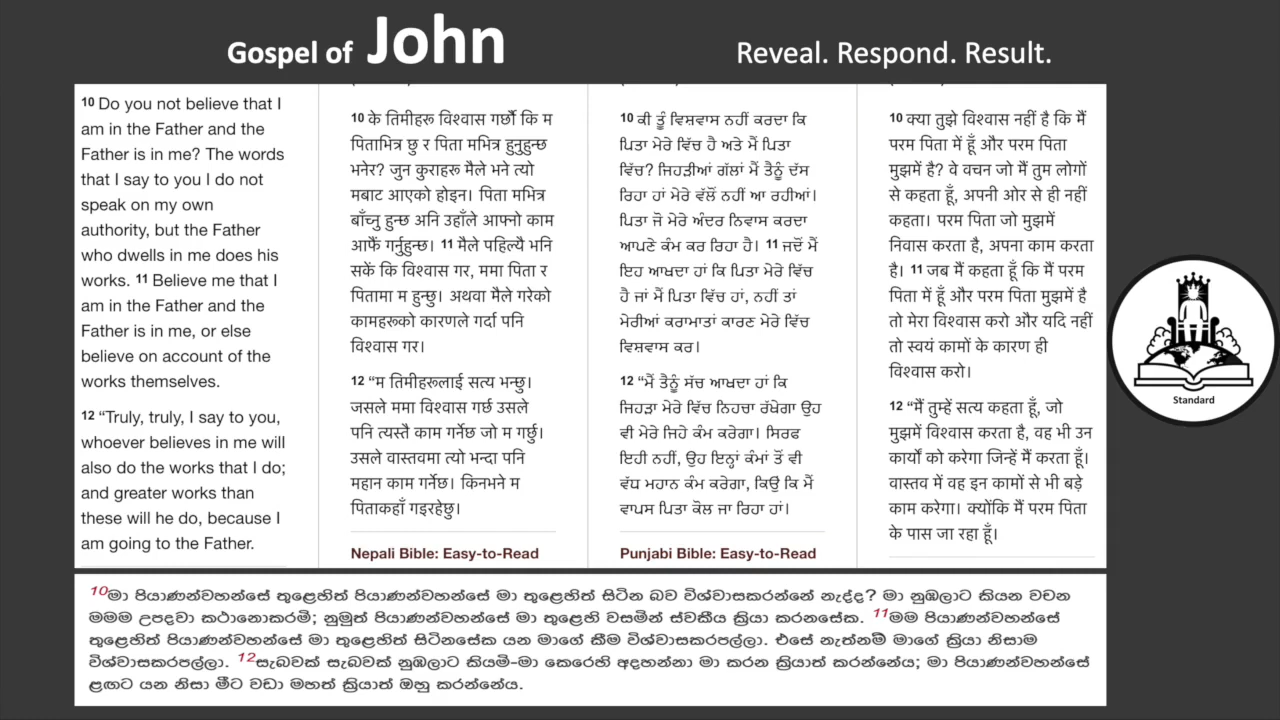 Gospel of John
Reveal. Respond. Result.
10 Do you not believe that I
am in the Father and the
Father is in me? The words
that I say to you I do not
speak on my own
authority, but the Father
who dwells in me does his
works. 11 Believe me that I
am in the Father and the
Father is in me, or else
believe on account of the
works themselves.
12 “Truly, truly, I say to you,
whoever believes in me will
also do the works that I do;
and greater works than
these will he do, because I
am going to the Father.
10 के तिमीहरू विश्वास गर्छौ कि म
पिताभित्र छु र पिता मभित्र हुनुहुन्छ
भनेर? जुन कुराहरू मैले भने त्यो
मबाट आएको होइन। पिता मभित्र
बाँच्नु हुन्छ अनि उहाँले आफ्नो काम
आफैं गर्नुहुन्छ। 11 मैले पहिल्यै भनि
सकें कि विश्वास गर, ममा पिता र
पितामा म हुन्छु। अथवा मैले गरेको
कामहरूको कारणले गर्दा पनि
विश्वास गर।
12 “म तिमीहरूलाई सत्य भन्छु।
जसले ममा विश्वास गर्छ उसले
पनि त्यस्तै काम गर्नेछ जो म गर्छु।
उसले वास्तवमा त्यो भन्दा पनि
महान काम गर्नेछ। किनभने म
पिताकहाँ गइरहेछु।
Nepali Bible: Easy-to-Read
10 ਕੀ ਤੂੰ ਵਿਸ਼ਵਾਸ ਨਹੀਂ ਕਰਦਾ ਕਿ
ਪਿਤਾ ਮੇਰੇ ਵਿੱਚ ਹੈ ਅਤੇ ਮੈਂ ਪਿਤਾ
ਵਿੱਚ? ਜਿਹੜੀਆਂ ਗੱਲਾਂ ਮੈਂ ਤੈਨੂੰ ਦੱਸ
ਰਿਹਾ ਹਾਂ ਮੇਰੇ ਵੱਲੋਂ ਨਹੀਂ ਆ ਰਹੀਆਂ।
ਪਿਤਾ ਜੋ ਮੇਰੇ ਅੰਦਰ ਨਿਵਾਸ ਕਰਦਾ
ਆਪਣੇ ਕੰਮ ਕਰ ਰਿਹਾ ਹੈ। 11 ਜਦੋਂ ਮੈਂ
ਇਹ ਆਖਦਾ ਹਾਂ ਕਿ ਪਿਤਾ ਮੇਰੇ ਵਿੱਚ
ਹੈ ਜਾਂ ਮੈਂ ਪਿਤਾ ਵਿੱਚ ਹਾਂ, ਨਹੀਂ ਤਾਂ
ਮੇਰੀਆਂ ਕਰਾਮਾਤਾਂ ਕਾਰਣ ਮੇਰੇ ਵਿੱਚ
ਵਿਸ਼ਵਾਸ ਕਰ।
12 “ਮੈਂ ਤੈਨੂੰ ਸੱਚ ਆਖਦਾ ਹਾਂ ਕਿ
ਜਿਹੜਾ ਮੇਰੇ ਵਿੱਚ ਨਿਹਚਾ ਰੱਖੇਗਾ ਉਹ
ਵੀ ਮੇਰੇ ਜਿਹੇ ਕੰਮ ਕਰੇਗਾ। ਸਿਰਫ
ਇਹੀ ਨਹੀਂ, ਉਹ ਇਨ੍ਹਾਂ ਕੰਮਾਂ ਤੋਂ ਵੀ
ਵੱਧ ਮਹਾਨ ਕੰਮ ਕਰੇਗਾ, ਕਿਉਂ ਕਿ ਮੈਂ
ਵਾਪਸ ਪਿਤਾ ਕੋਲ ਜਾ ਰਿਹਾ ਹਾਂ।
Punjabi Bible: Easy-to-Read
10 क्या तुझे विश्वास नहीं है कि मैं
परम पिता में हूँ और परम पिता
मुझमें है? वे वचन जो मैं तुम लोगों
से कहता हूँ, अपनी ओर से ही नहीं
कहता। परम पिता जो मुझमें
निवास करता है, अपना काम करता
है। 11 जब मैं कहता हूँ कि मैं परम
पिता में हूँ और परम पिता मुझमें है
तो मेरा विश्वास करो और यदि नहीं
तो स्वयं कामों के कारण ही
विश्वास करो।
12 “मैं तुम्हें सत्य कहता हूँ, जो
मुझमें विश्वास करता है, वह भी उन
कार्यों को करेगा जिन्हें मैं करता हूँ।
वास्तव में वह इन कामों से भी बड़े
काम करेगा। क्योंकि मैं परम पिता
के पास जा रहा हूँ।
10මා පියාණන්වහන්සේ තුළෙහිත් පියාණන්වහන්සේ මා තුළෙහිත් සිටින බව විශ්වාසකරන්නේ නැද්ද? මා නුඹලාට කියන වචන
මමම උපදවා කථානොකරමි; නුමුත් පියාණන්වහන්සේ මා තුළෙහි වසමින් ස්වකීය ක්‍රියා කරනසේක. 11මම පියාණන්වහන්සේ
තුළෙහිත් පියාණන්වහන්සේ මා තුළෙහිත් සිටිනසේක යන මාගේ කීම විශ්වාසකරපල්ලා. එසේ නැත්නම් මාගේ ක්‍රියා නිසාම
විශ්වාසකරපල්ලා. 12සැබවක් සැබවක් නුඹලාට කියමි-මා කෙරෙහි අදහන්නා මා කරන ක්‍රියාත් කරන්නේය; මා පියාණන්වහන්සේ
ළඟට යන නිසා මීට වඩා මහත් ක්‍රියාත් ඔහු කරන්නේය.
Standard